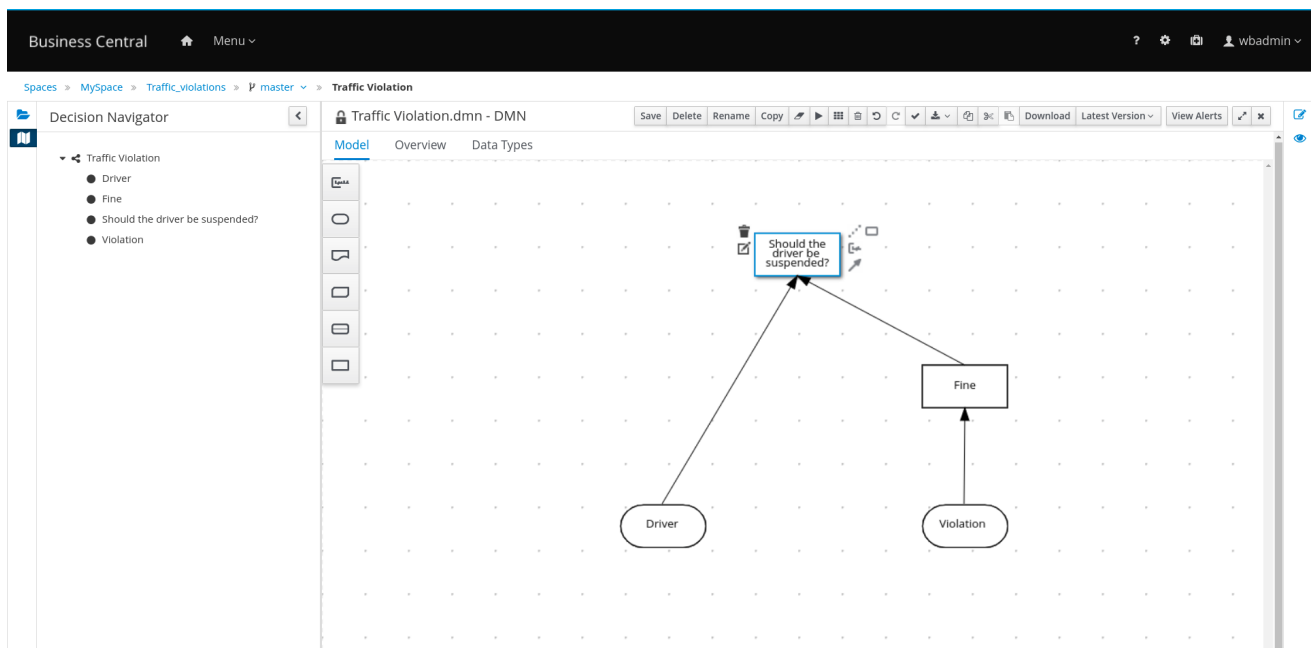 Business Central Menu ? wbadmin
Spaces » MySpace » Traffic_violations » master » Traffic Violation
Decision Navigator
Traffic Violation
Driver
Fine
Should the driver be suspended?
Violation
Traffic Violation.dmn - DMN
Save Delete Rename Copy Download Latest Version View Alerts
Model Overview Data Types
Should the
driver be
suspended?
Fine
Driver
Violation